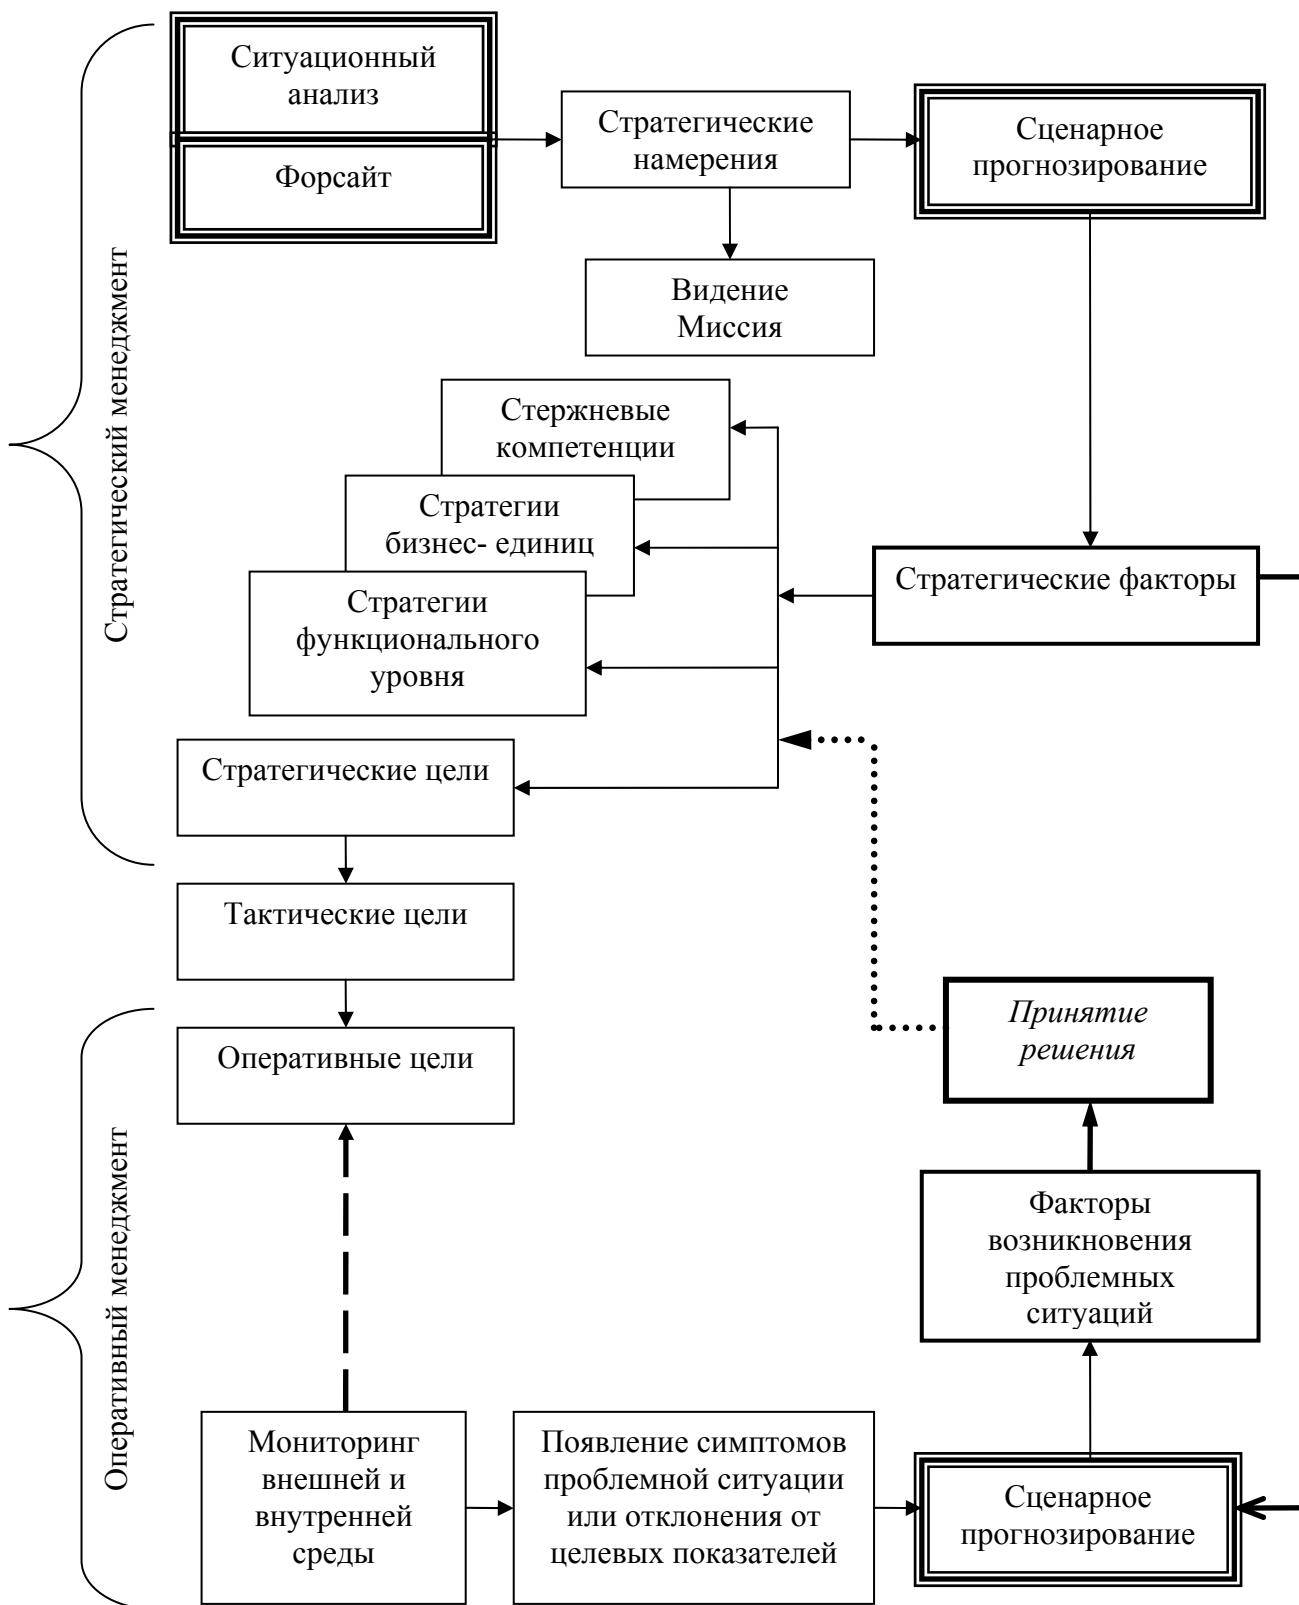 Ситуационный
анализ
Форсайт
Стратегические
намерения
Сценарное
прогнозирование
Видение
Миссия
Стратегический менеджмент
Стержневые
компетенции
Стратегии
бизнес- единиц
Стратегии
функционального
уровня
Стратегические факторы
Стратегические цели
Тактические цели
Оперативные цели
Принятие
решения
Оперативный менеджмент
Факторы
возникновения
проблемных
ситуаций
Мониторинг
внешней и
внутренней
среды
Появление симптомов
проблемной ситуации
или отклонения от
целевых показателей
Сценарное
прогнозирование